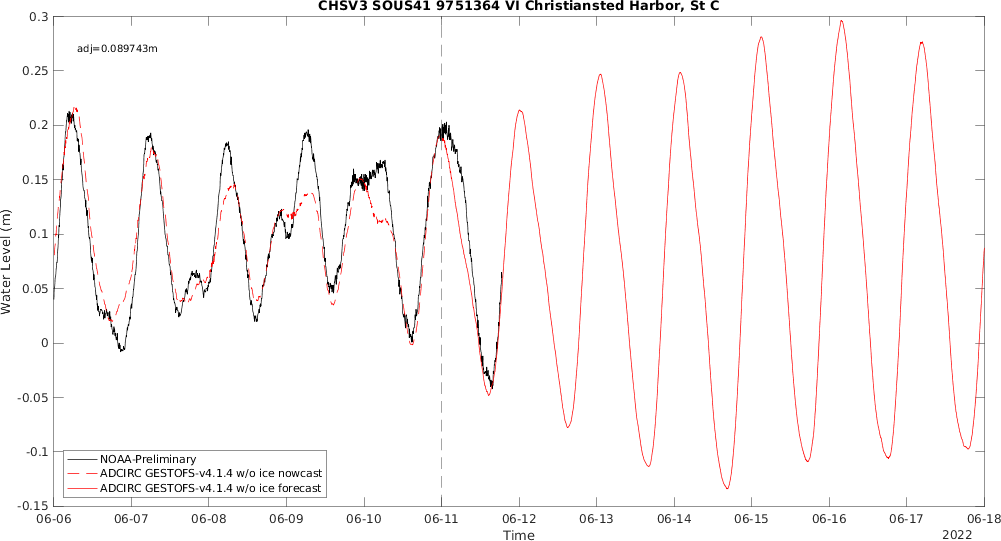 CHSV3 SOUS41 9751364 VI Christiansted Harbor, St C
adj=0.089743m
0.3
0.25
0.2
0.15
0.1
0.05
0
-0.05
-0.1
-0.15
Water Level (m)
NOAA-Preliminary
ADCIRC GESTOFS-v4.1.4 w/o ice nowcast
ADCIRC GESTOFS-v4.1.4 w/o ice forecast
06-06 06-07 06-08 06-09 06-10 06-11 06-12 06-13 06-14 06-15 06-16 06-17 06-18
Time
2022